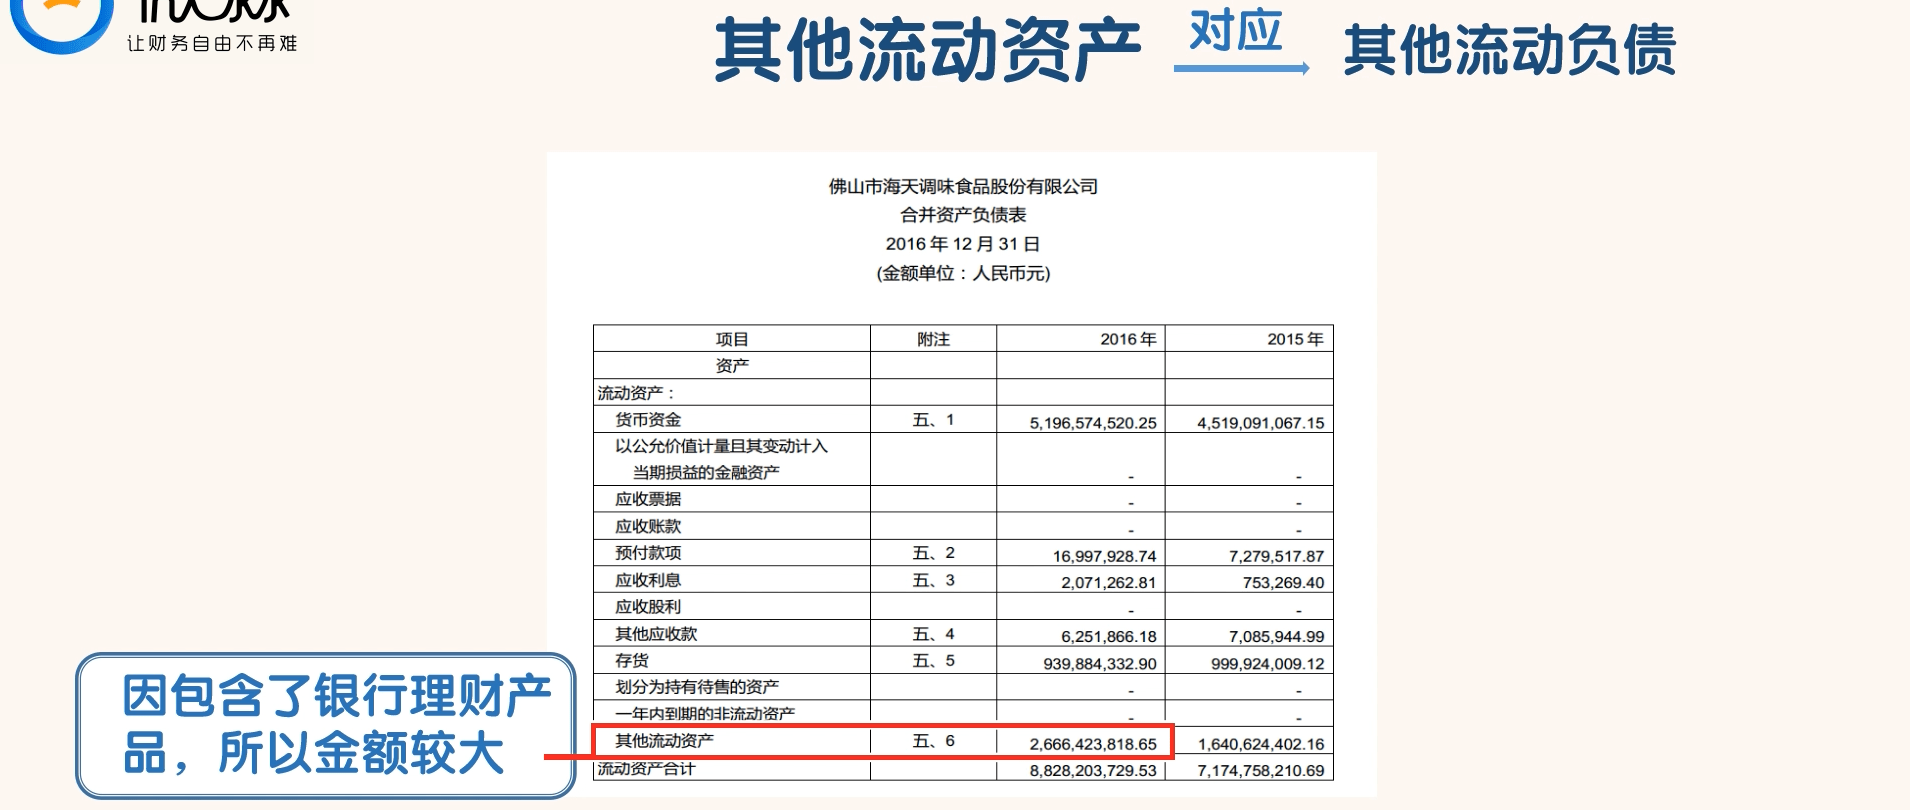 让财务自由不再难
其他流动资产 对应 其他流动负债
佛山市海天调味食品股份有限公司
合并资产负债表
2016 年 12 月 31 日
(金额单位：人民币元)
项目 附注 2016 年 2015 年
资产
流动资产：
货币资金 五、1 5,196,574,520.25 4,519,091,067.15
以公允价值计量且其变动计入
当期损益的金融资产 - -
应收票据 - -
应收账款 - -
预付款项 五、2 16,997,928.74 7,279,517.87
应收利息 五、3 2,071,262.81 753,269.40
应收股利 - -
其他应收款 五、4 6,251,866.18 7,085,944.99
存货 五、5 939,884,332.90 999,924,009.12
划分为持有待售的资产 - -
一年内到期的非流动资产 - -
其他流动资产 五、6 2,666,423,818.65 1,640,624,402.16
流动资产合计 8,828,203,729.53 7,174,758,210.69
因包含了银行理财产
品，所以金额较大